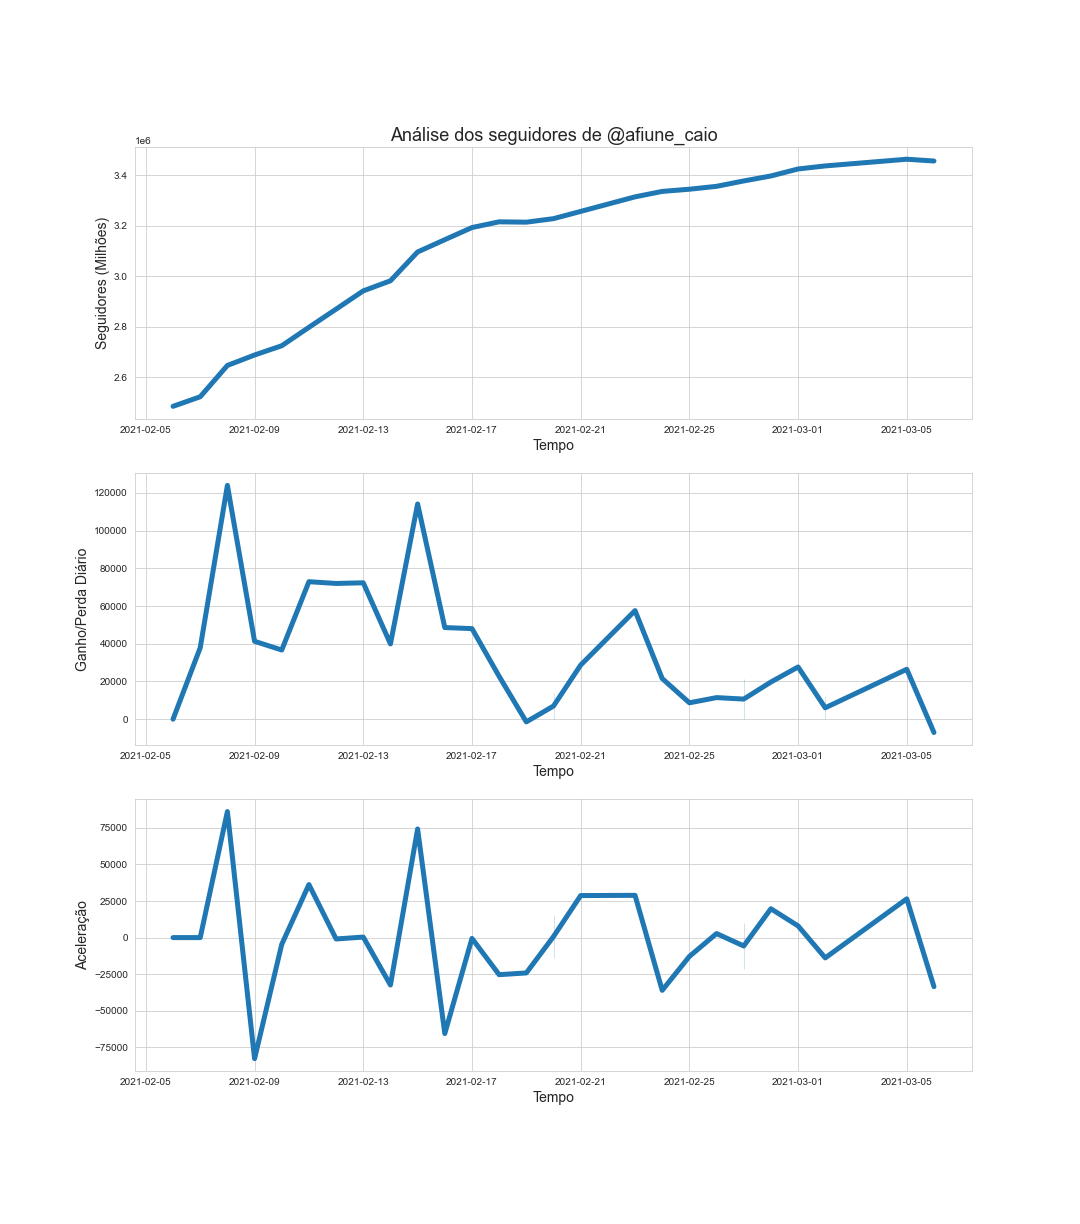 Análise dos seguidores de @afiune_caio
1e6
Seguidores (Milhões)
3.4
3.2
3.0
2.8
2.6
2021-02-05 2021-02-09 2021-02-13 2021-02-17 2021-02-21 2021-02-25 2021-03-01 2021-03-05
Tempo
Ganho/Perda Diário
120000
100000
80000
60000
40000
20000
0
2021-02-05 2021-02-09 2021-02-13 2021-02-17 2021-02-21 2021-02-25 2021-03-01 2021-03-05
Tempo
Aceleração
75000
50000
25000
0
−25000
−50000
−75000
2021-02-05 2021-02-09 2021-02-13 2021-02-17 2021-02-21 2021-02-25 2021-03-01 2021-03-05
Tempo